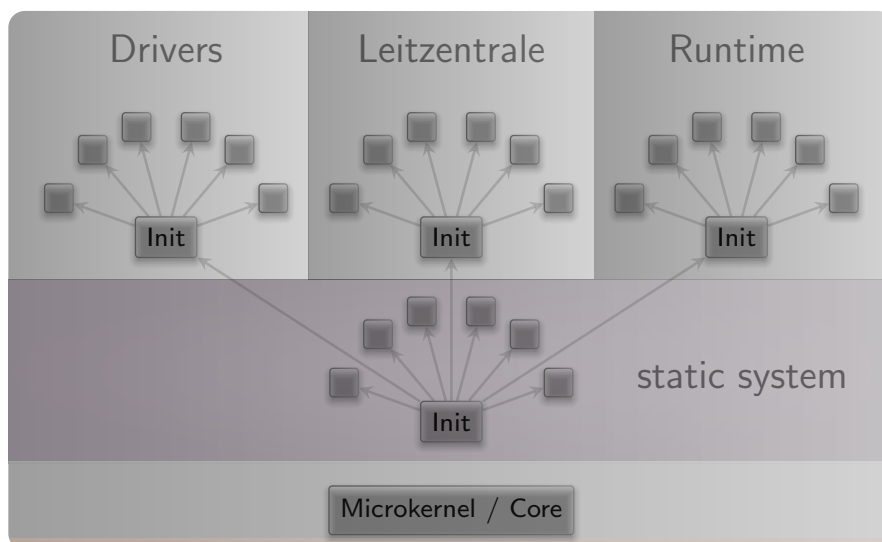 Drivers
Leitzentrale
Runtime
Init
Init
Init
static system
Init
Microkernel / Core